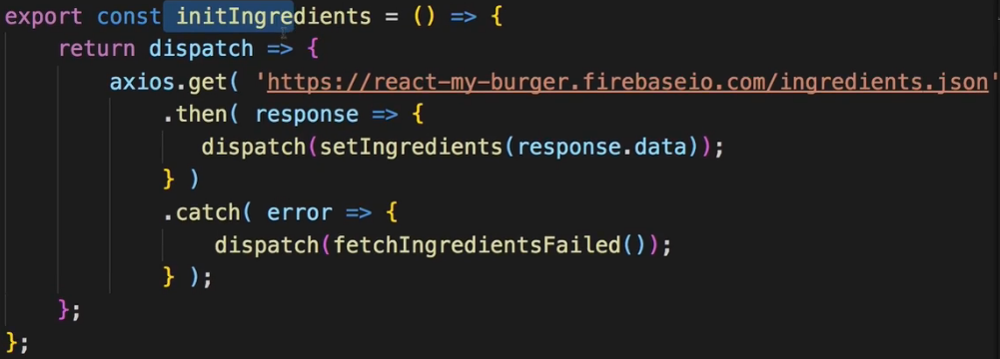 export const initIngredients = () => {
return dispatch => {
axios.get( 'https://react-my-burger.firebaseio.com/ingredients.json'
.then( response => {
dispatch(setIngredients(response.data));
} )
.catch( error => {
dispatch(fetchIngredientsFailed());
} );
};
};